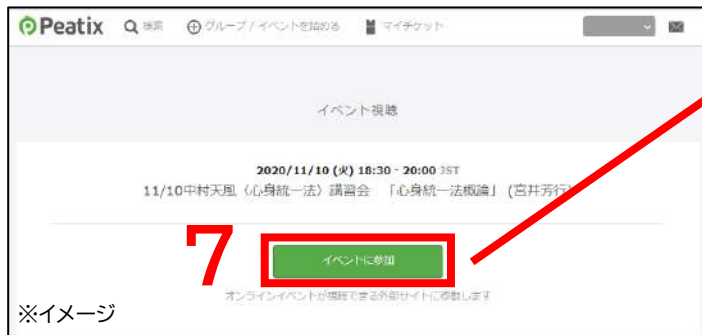 Peatix 検索 グループ / イベントを始める マイチケット
イベント視聴
2020/11/10 (火) 18:30 - 20:00 JST
11/10中村天風〈心身統一法〉講習会 「心身統一法概論」 (宮井芳行)
7
イベントに参加
オンラインイベントが視聴できる外部サイトに移動します
※イメージ